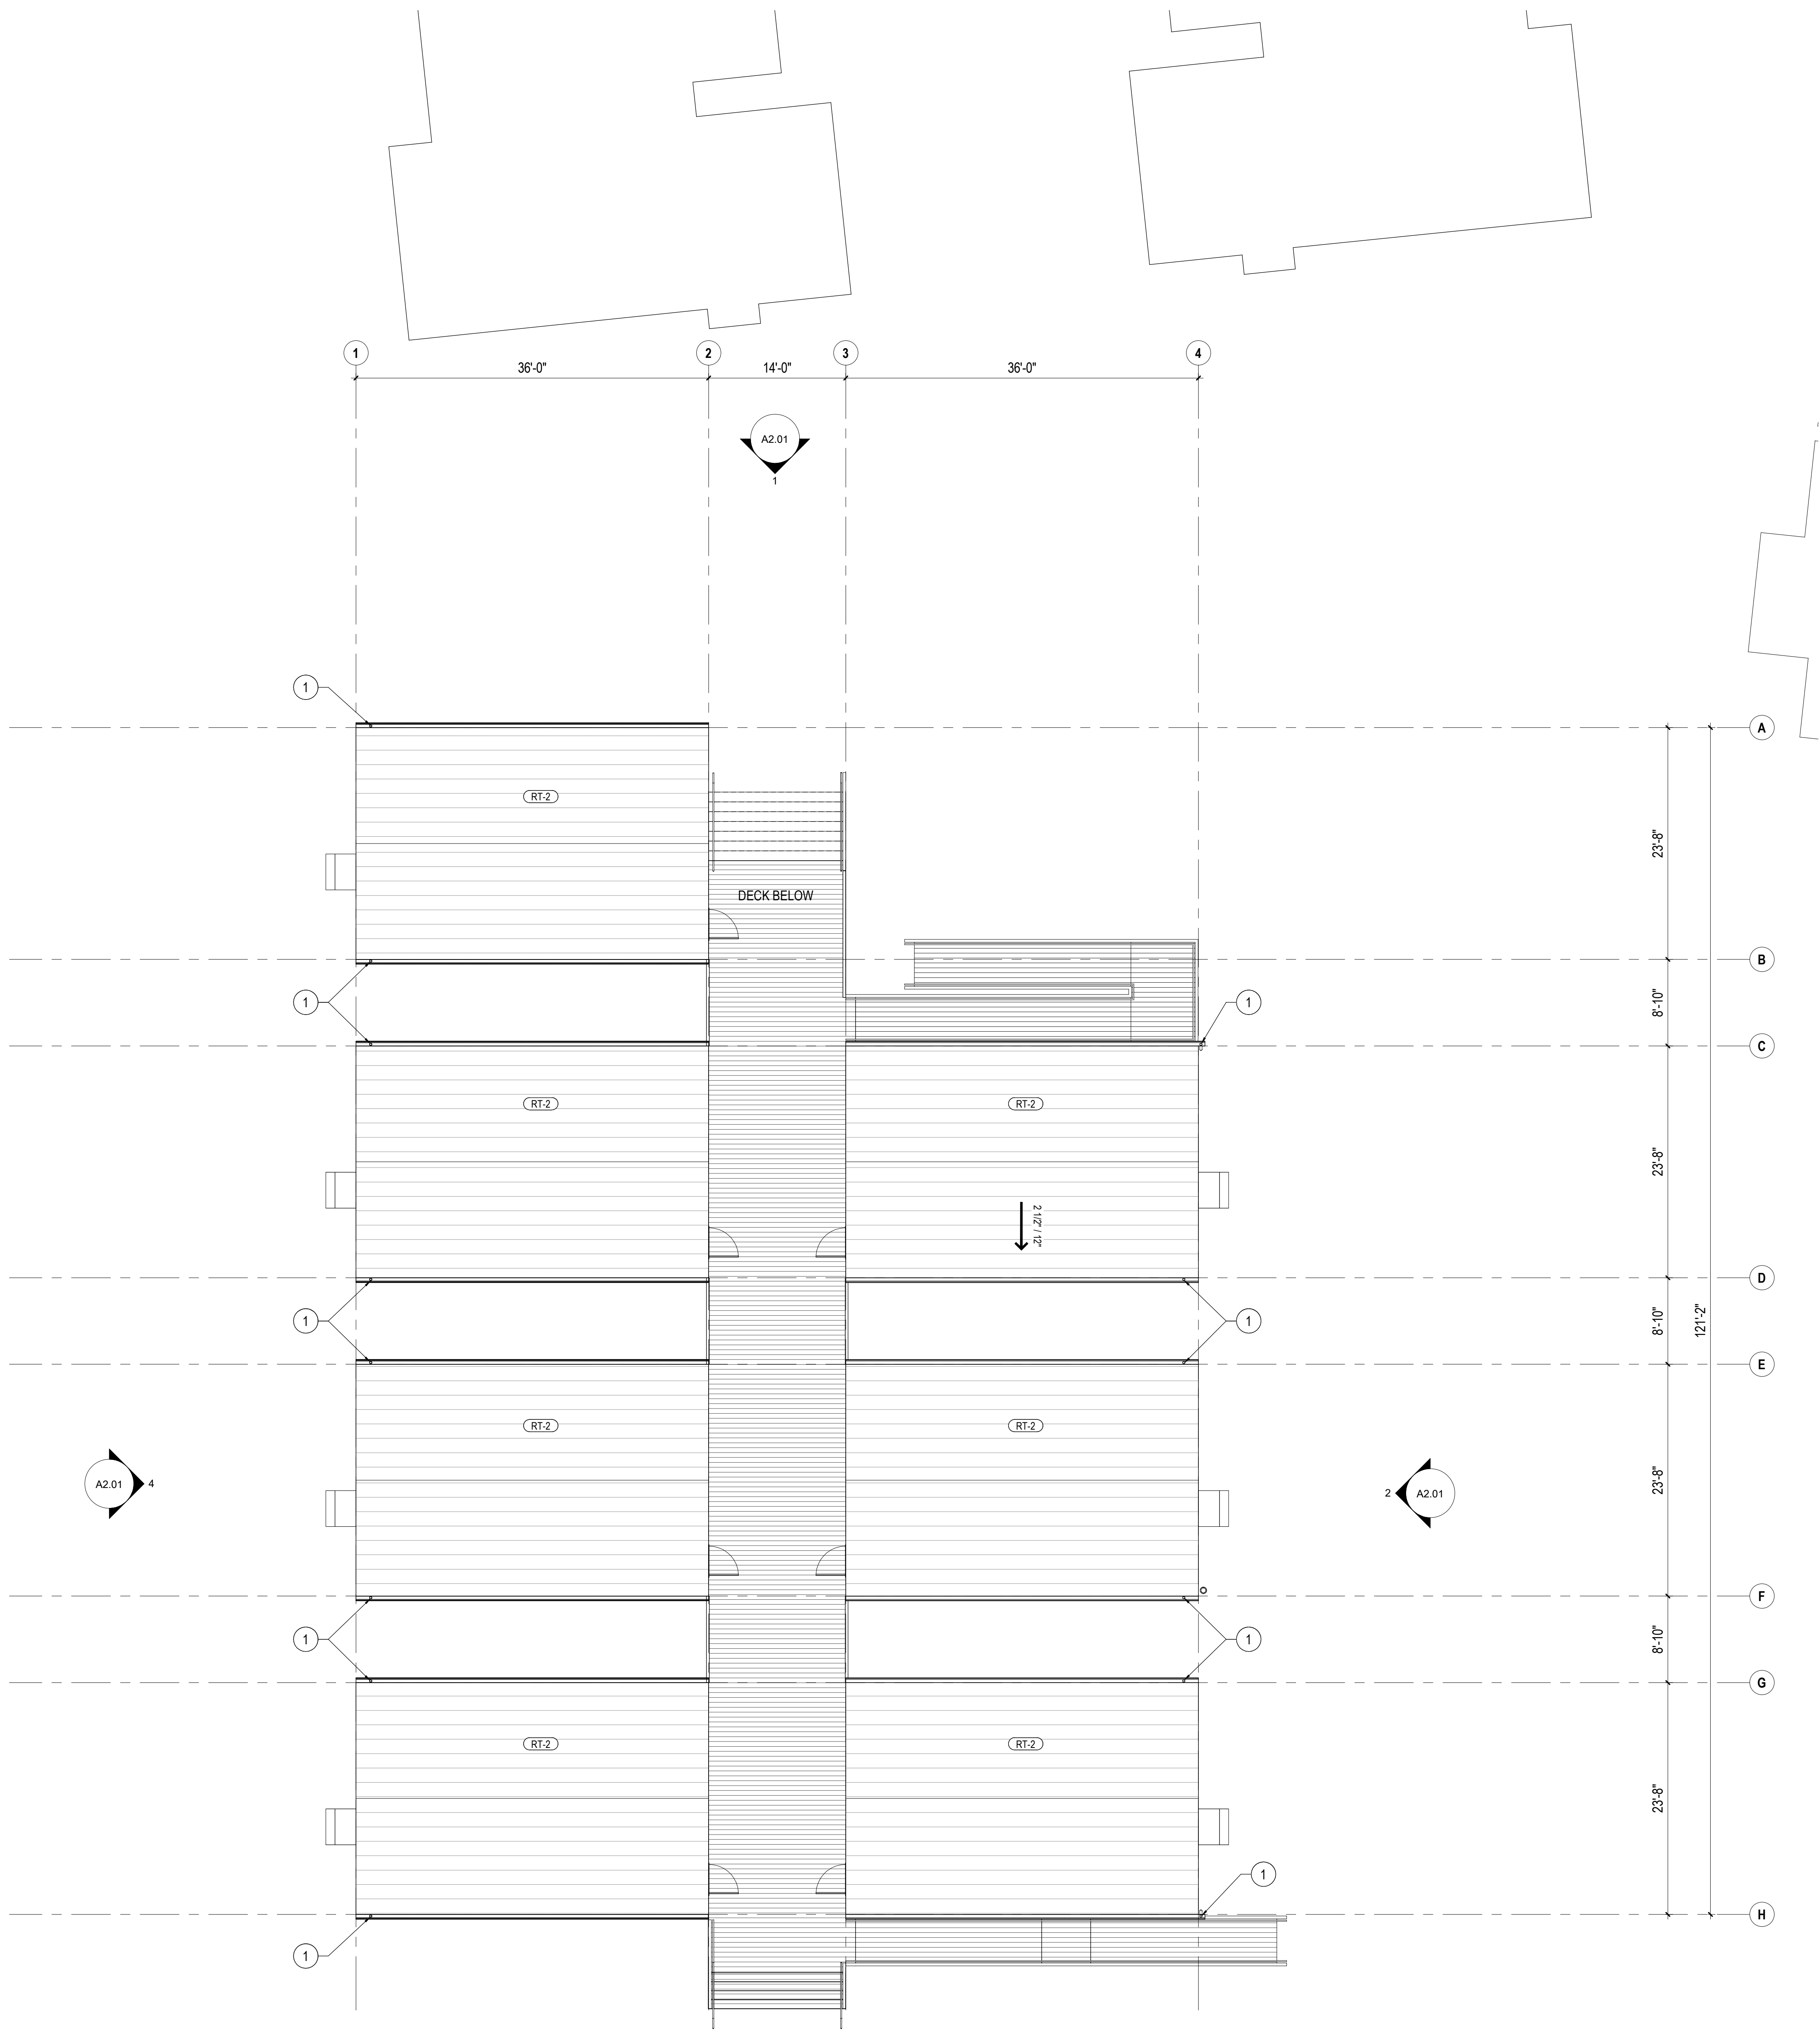 1 2 3 4
36'-0" 14'-0" 36'-0"
A2.01
1
1
A
RT-2
23'-8"
DECK BELOW
B
1 1
8'-10"
C
RT-2 RT-2
23'-8"
2 1/2" / 12"
D
1 1
8'-10"
121'-2"
E
RT-2 RT-2
A2.01 4
23'-8"
2 A2.01
F
1 1
8'-10"
G
RT-2 RT-2
23'-8"
1
H
1